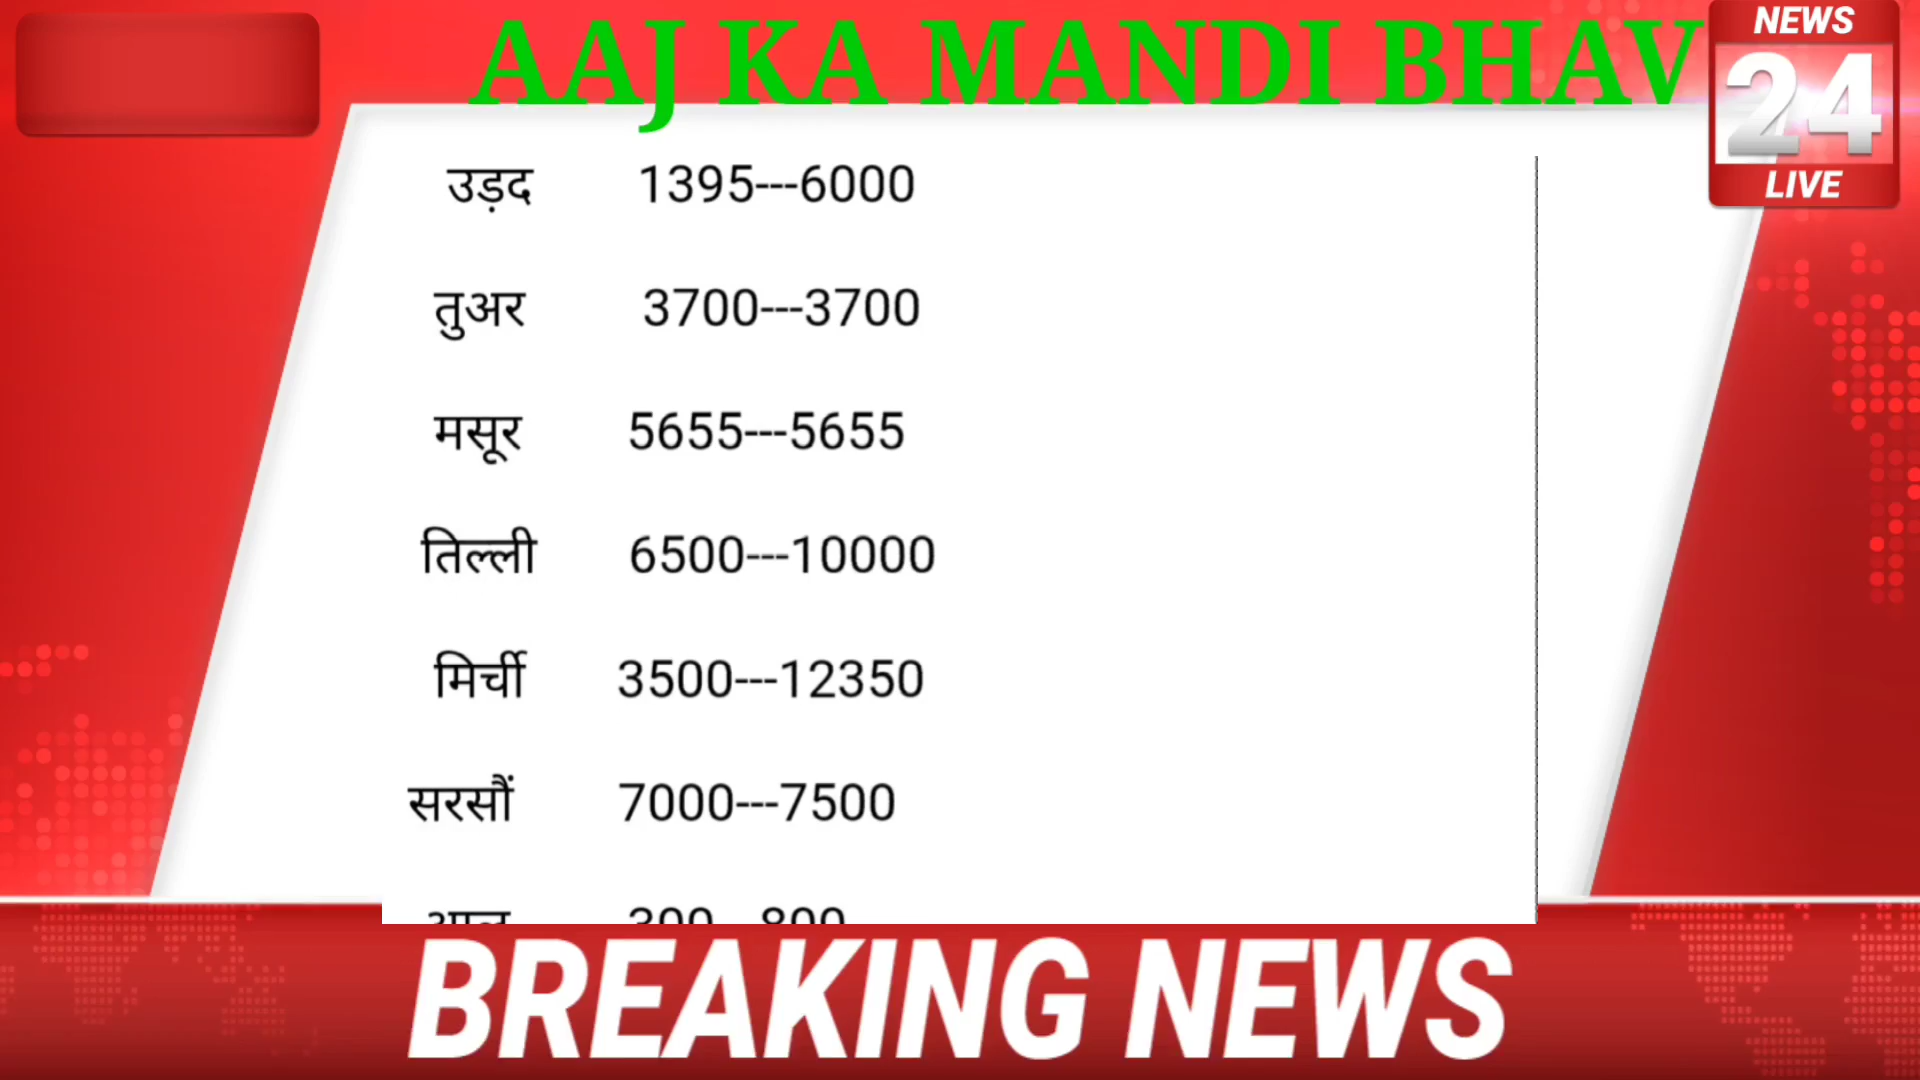 AAJ KA MANDI BHAV
NEWS
24
LIVE
उड़द 1395---6000
तुअर 3700---3700
मसूर 5655---5655
तिल्ली 6500---10000
मिर्ची 3500---12350
सरसौं 7000---7500
BREAKING NEWS